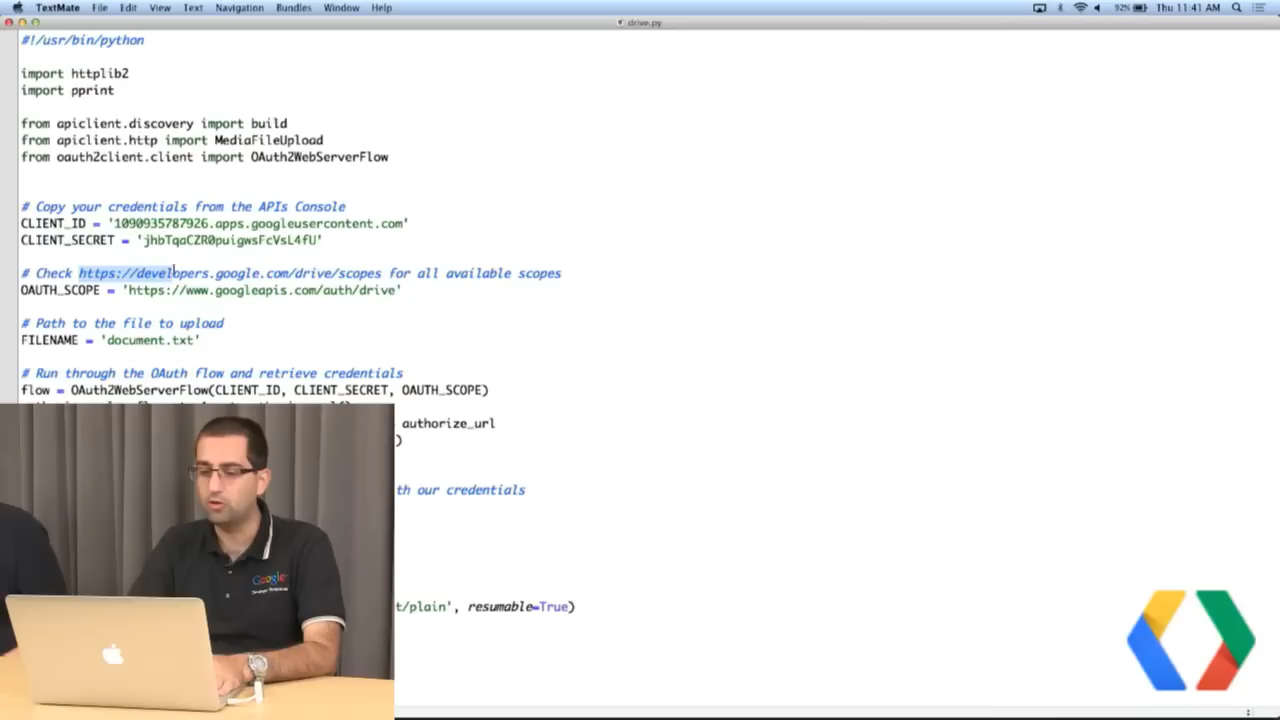 TextMate File Edit View Text Navigation Bundles Window Help 92% Thu 11:41 AM
drive.py
#!/usr/bin/python
import httplib2
import pprint
from apiclient.discovery import build
from apiclient.http import MediaFileUpload
from oauth2client.client import OAuth2WebServerFlow
# Copy your credentials from the APIs Console
CLIENT_ID = '1090935787926.apps.googleusercontent.com'
CLIENT_SECRET = 'jhbTqaCZR0puigwsFcVsL4fU'
# Check https://developers.google.com/drive/scopes for all available scopes
OAUTH_SCOPE = 'https://www.googleapis.com/auth/drive'
# Path to the file to upload
FILENAME = 'document.txt'
# Run through the OAuth flow and retrieve credentials
flow = OAuth2WebServerFlow(CLIENT_ID, CLIENT_SECRET, OAUTH_SCOPE)
authorize_url
)
th our credentials
t/plain', resumable=True)
Google